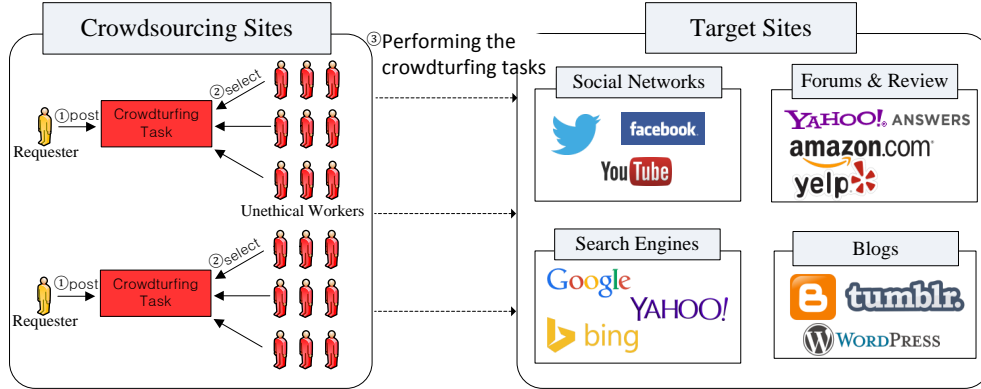 Crowdsourcing Sites
③Performing the
crowdturfing tasks
Target Sites
①post
Requester
Crowdturfing
Task
②select
Unethical Workers
①post
Requester
Crowdturfing
Task
②select
Social Networks
facebook
You Tube
Forums & Review
YAHOO! ANSWERS
amazon.com
yelp
Search Engines
Google
YAHOO!
bing
Blogs
B
tumblr.
W WORDPRESS